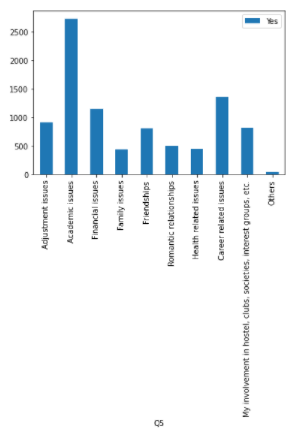 Yes
2500
2000
1500
1000
500
0
Adjustment issues
Academic issues
Financial issues
Family issues
Friendships
Romantic relationships
Health related issues
Career related issues
My involvement in hostel, clubs, societies, interest groups, etc
Others
Q5